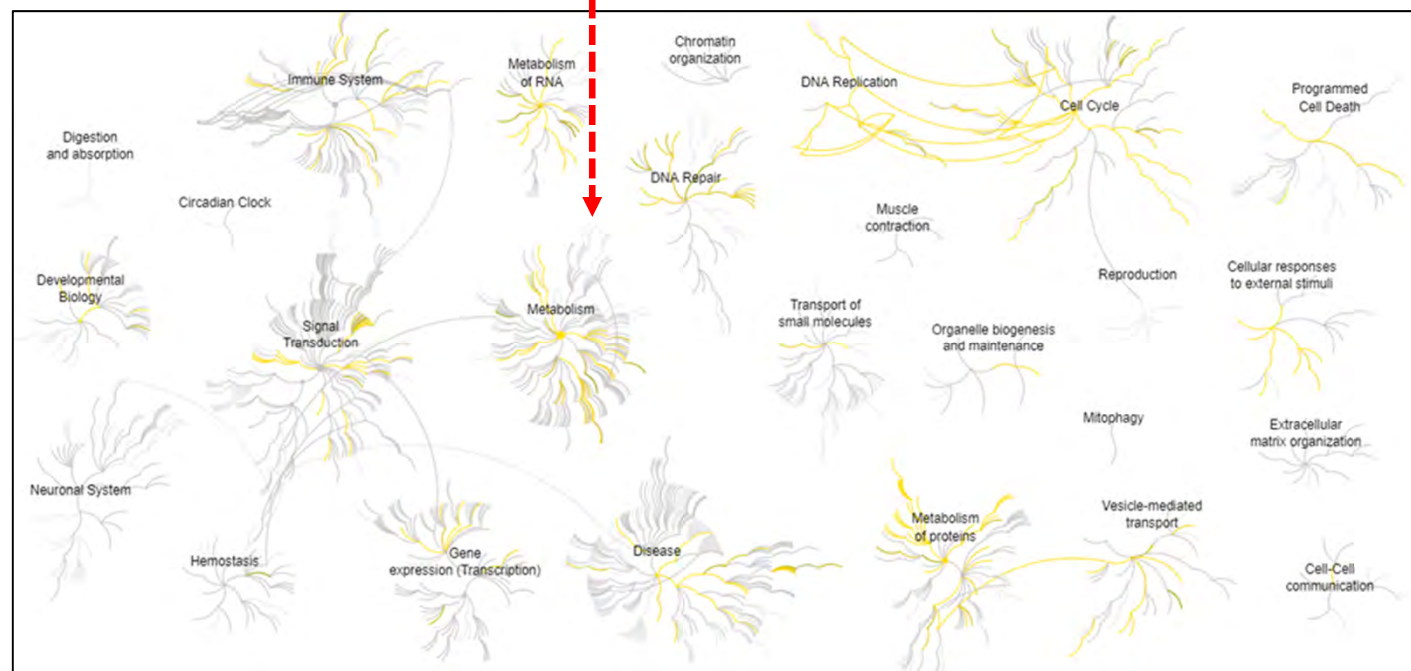 Immune System
Metabolism
of RNA
Chromatin
organization
DNA Replication
Cell Cycle
Programmed
Cell Death
Digestion
and absorption
DNA Repair
Circadian Clock
Muscle
contraction
Developmental
Biology
Signal
Transduction
Metabolism
Transport of
small molecules
Organelle biogenesis
and maintenance
Reproduction
Cellular responses
to external stimuli
Mitophagy
Extracellular
matrix organization
Neuronal System
Hemostasis
Gene
expression (Transcription)
Disease
Metabolism
of proteins
Vesicle-mediated
transport
Cell-Cell
communication